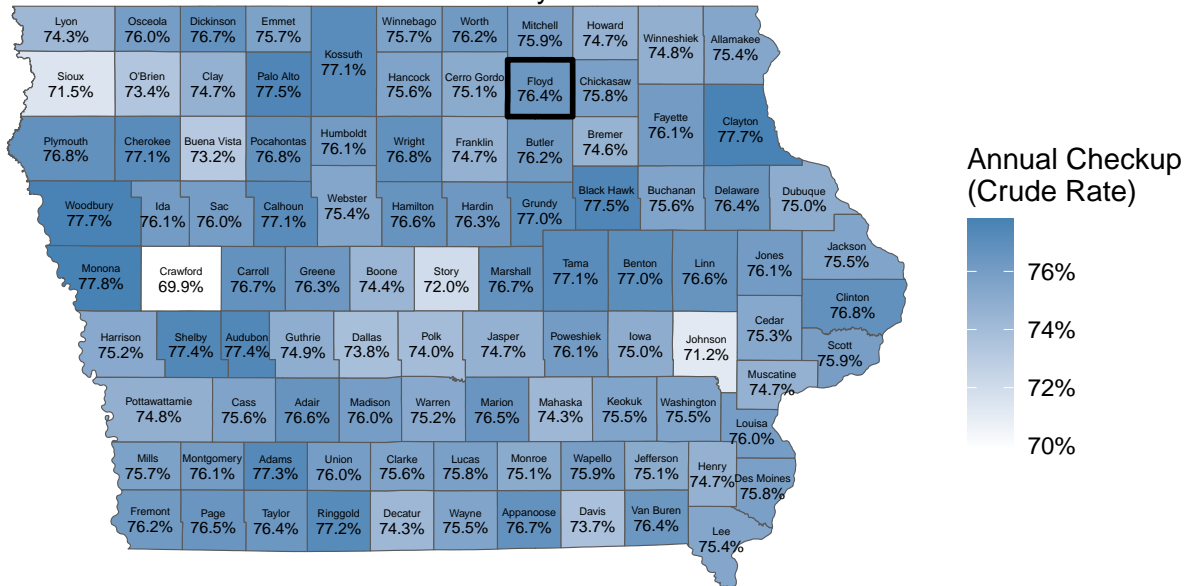 Lyon
74.3%
Osceola
76.0%
Dickinson
76.7%
Emmet
75.7%
Winnebago
75.7%
Worth
76.2%
Mitchell
75.9%
Howard
74.7%
Winneshiek
74.8%
Allamakee
75.4%
Kossuth
77.1%
Sioux
71.5%
O'Brien
73.4%
Clay
74.7%
Palo Alto
77.5%
Hancock
75.6%
Cerro Gordo
75.1%
Floyd
76.4%
Chickasaw
75.8%
Fayette
76.1%
Clayton
77.7%
Plymouth
76.8%
Cherokee
77.1%
Buena Vista
73.2%
Pocahontas
76.8%
Humboldt
76.1%
Wright
76.8%
Franklin
74.7%
Butler
76.2%
Bremer
74.6%
Woodbury
77.7%
Ida
76.1%
Sac
76.0%
Calhoun
77.1%
Webster
75.4%
Hamilton
76.6%
Hardin
76.3%
Grundy
77.0%
Black Hawk
77.5%
Buchanan
75.6%
Delaware
76.4%
Dubuque
75.0%
Monona
77.8%
Crawford
69.9%
Carroll
76.7%
Greene
76.3%
Boone
74.4%
Story
72.0%
Marshall
76.7%
Tama
77.1%
Benton
77.0%
Linn
76.6%
Jones
76.1%
Jackson
75.5%
Clinton
76.8%
Harrison
75.2%
Shelby
77.4%
Audubon
77.4%
Guthrie
74.9%
Dallas
73.8%
Polk
74.0%
Jasper
74.7%
Poweshiek
76.1%
Iowa
75.0%
Johnson
71.2%
Cedar
75.3%
Scott
75.9%
Muscatine
74.7%
Pottawattamie
74.8%
Cass
75.6%
Adair
76.6%
Madison
76.0%
Warren
75.2%
Marion
76.5%
Mahaska
74.3%
Keokuk
75.5%
Washington
75.5%
Louisa
76.0%
Mills
75.7%
Montgomery
76.1%
Adams
77.3%
Union
76.0%
Clarke
75.6%
Lucas
75.8%
Monroe
75.1%
Wapello
75.9%
Jefferson
75.1%
Henry
74.7%
Des Moines
75.8%
Fremont
76.2%
Page
76.5%
Taylor
76.4%
Ringgold
77.2%
Decatur
74.3%
Wayne
75.5%
Appanoose
76.7%
Davis
73.7%
Van Buren
76.4%
Lee
75.4%
Annual Checkup
(Crude Rate)
76%
74%
72%
70%